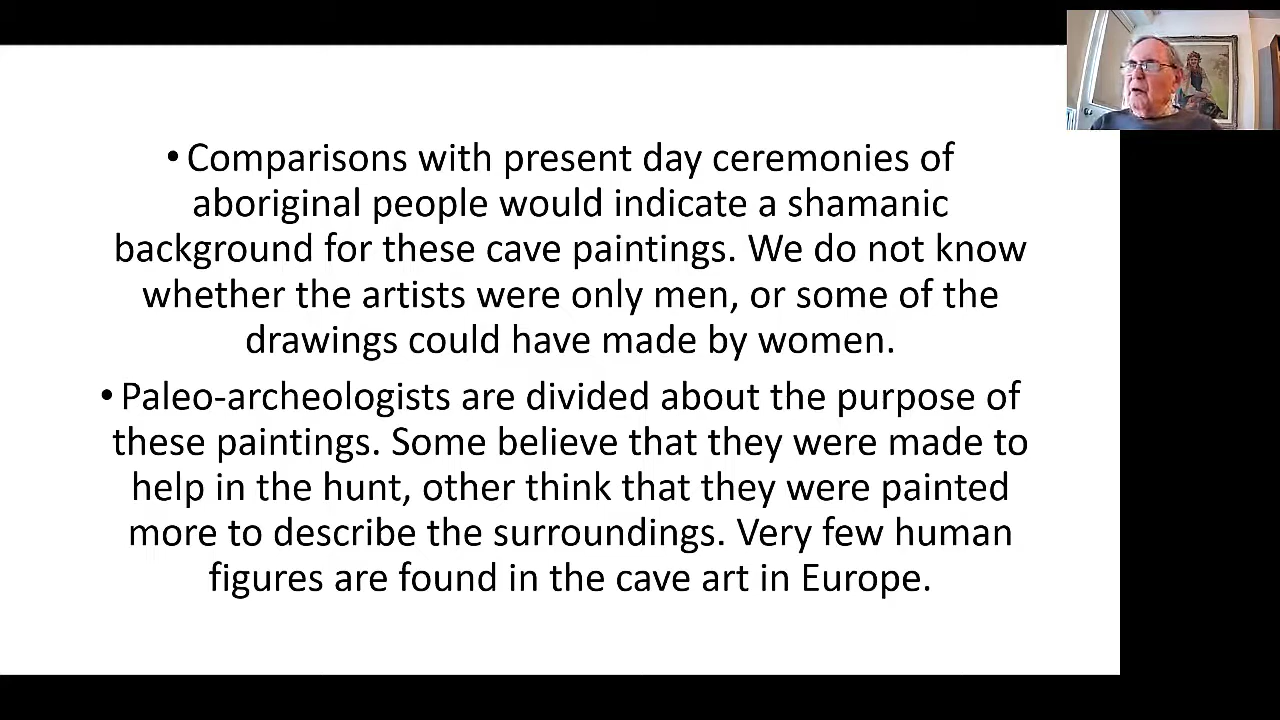 •Comparisons with present day ceremonies of
aboriginal people would indicate a shamanic
background for these cave paintings. We do not know
whether the artists were only men, or some of the
drawings could have made by women.
•Paleo-archeologists are divided about the purpose of
these paintings. Some believe that they were made to
help in the hunt, other think that they were painted
more to describe the surroundings. Very few human
figures are found in the cave art in Europe.